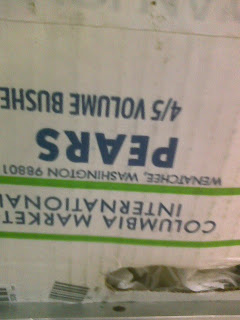 COLUMBIA MARKET
INTERNATIONAL
WENATCHEE, WASHINGTON 98801
PEARS
4/5 VOLUME BUSHE